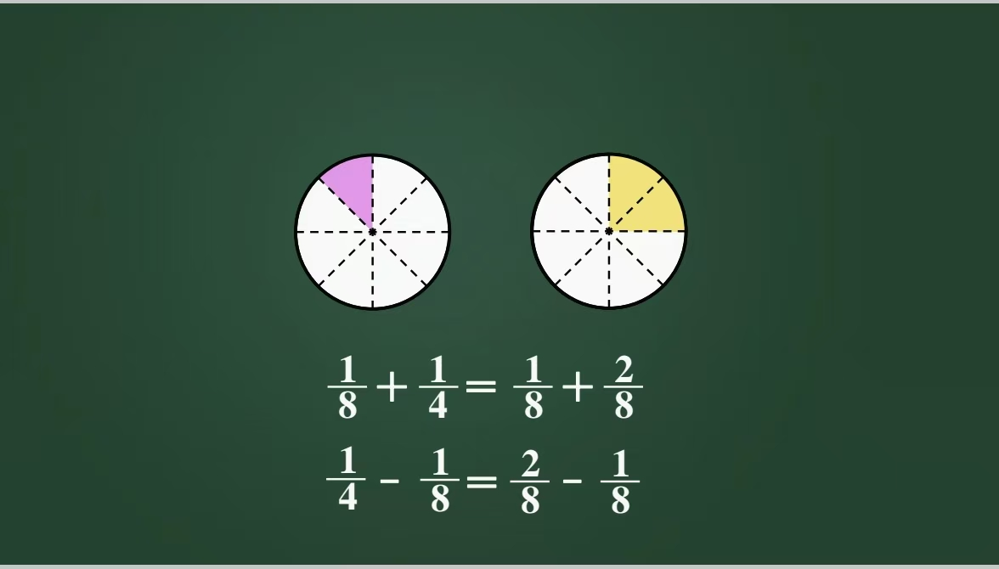 1/8 + 1/4 = 1/8 + 2/8
1/4 - 1/8 = 2/8 - 1/8